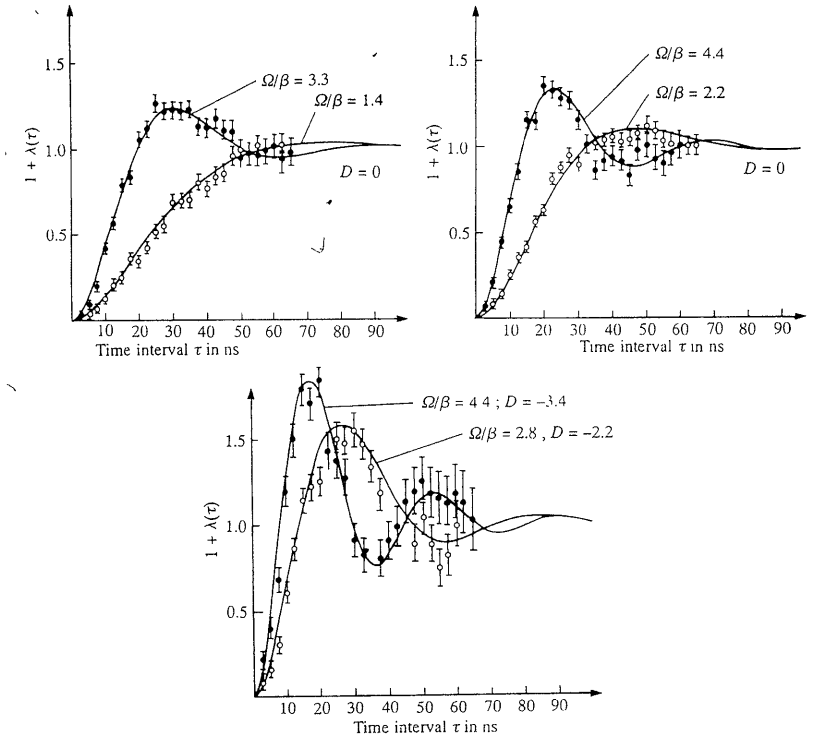 1.5
1.0
0.5
1 + λ(τ)
Ω/β = 3.3
Ω/β = 1.4
D = 0
10 20 30 40 50 60 70 80 90
Time interval τ in ns
1.5
1.0
0.5
1 + λ(τ)
Ω/β = 4.4
Ω/β = 2.2
D = 0
10 20 30 40 50 60 70 80 90
Time interval τ in ns
1.5
1.0
0.5
1 + λ(τ)
Ω/β = 4 4 ; D = –3.4
Ω/β = 2.8 , D = –2.2
10 20 30 40 50 60 70 80 90
Time interval τ in ns